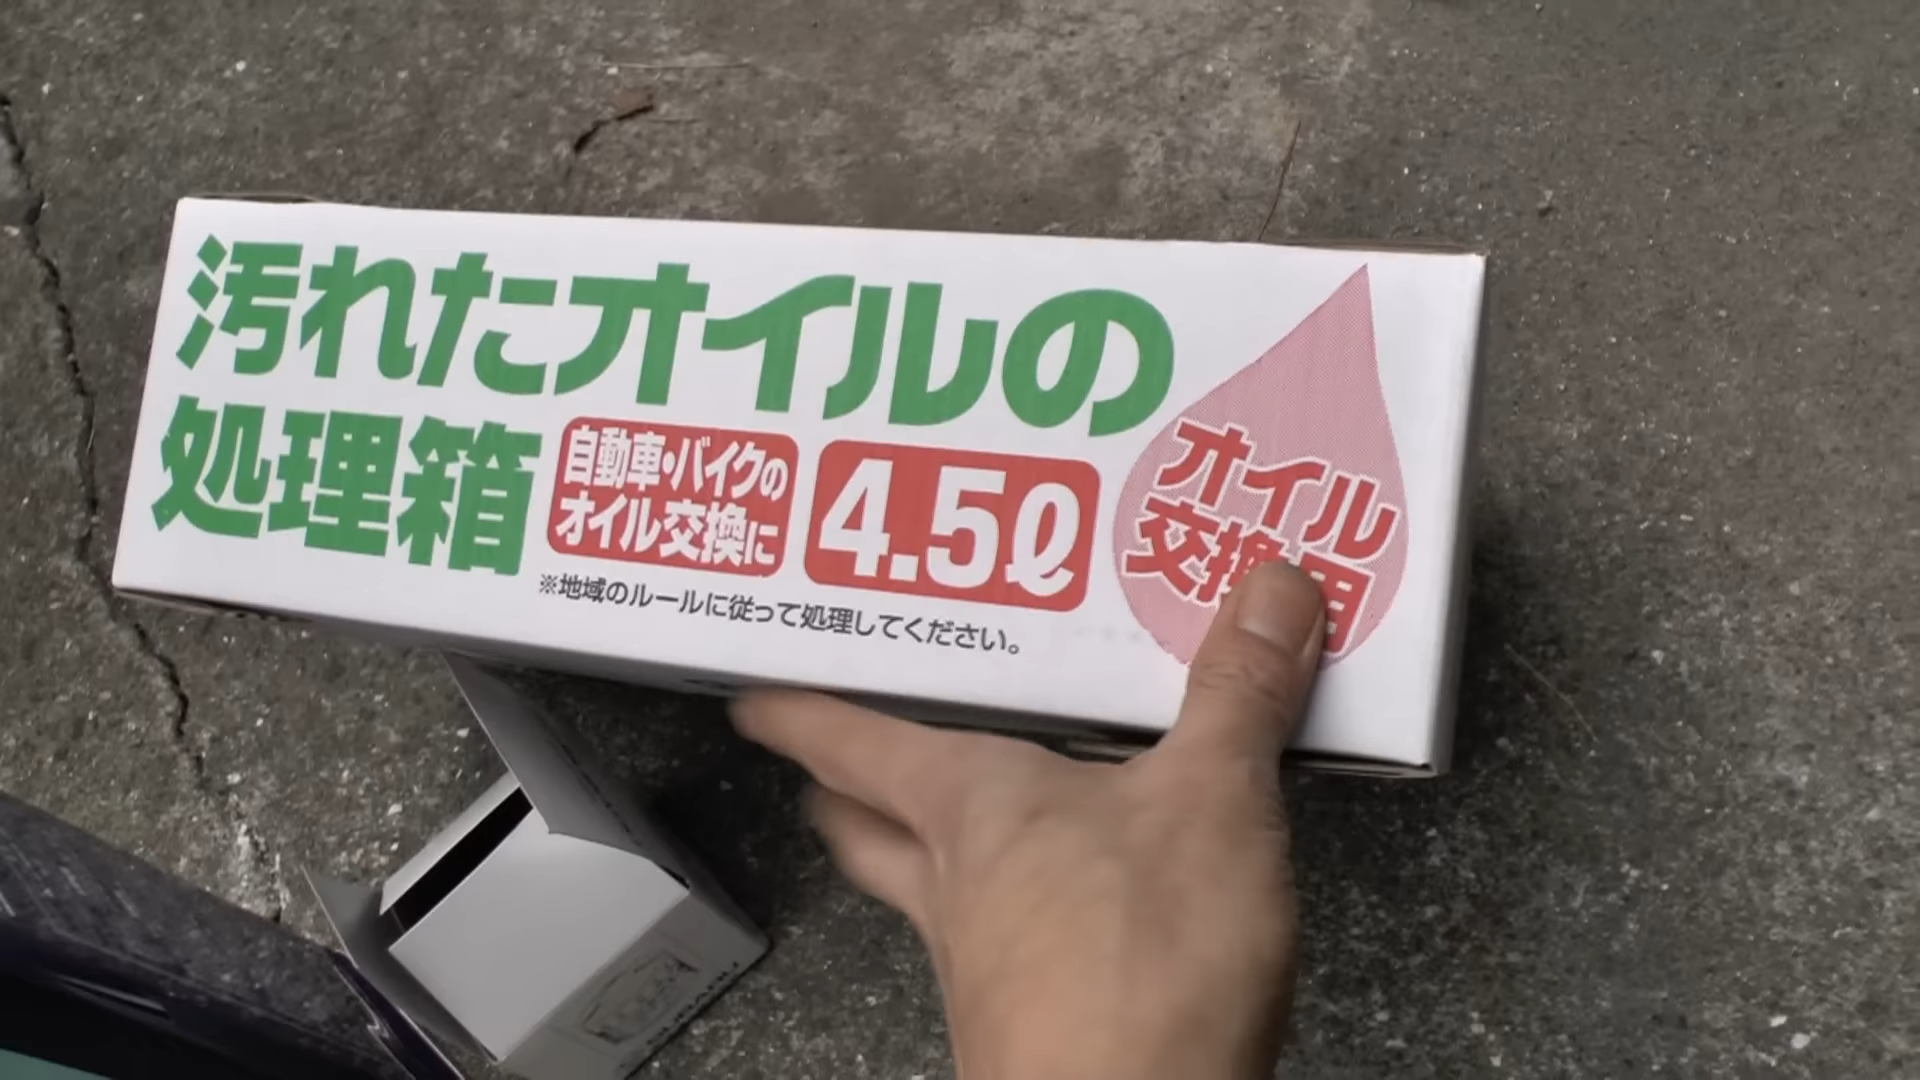 汚れたオイルの
処理箱
自動車・バイクの
オイル交換に
4.5ℓ
※地域のルールに従って処理してください。
オイル
交換用